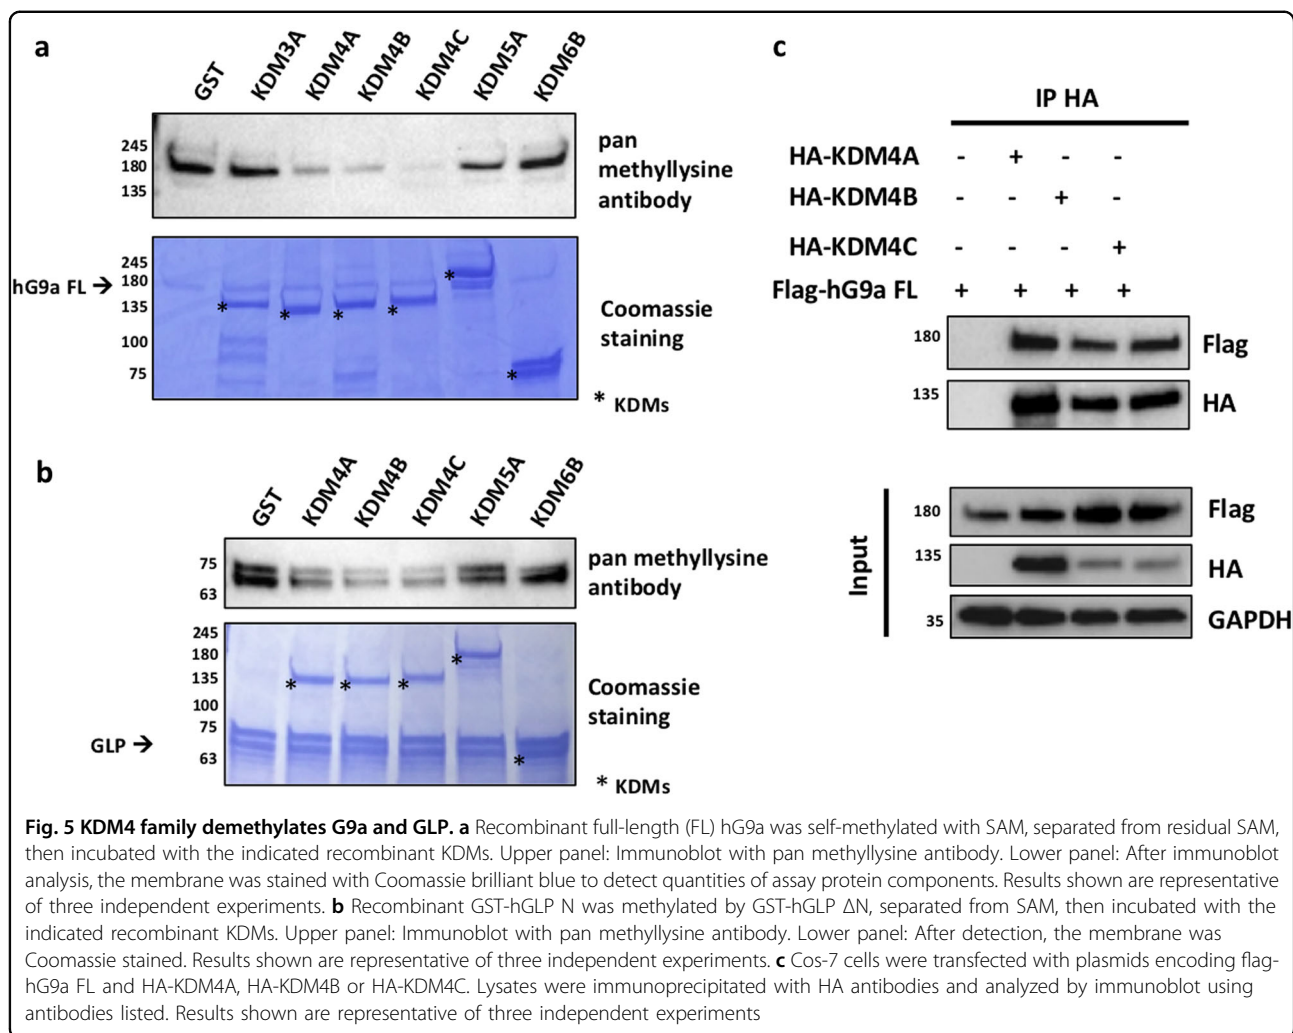 a
GST KDM3A KDM4A KDM4B KDM4C KDM5A KDM6B
245
180
135
pan
methyllysine
antibody
hG9a FL →
245
180
135
100
75
* * * * * *
Coomassie
staining
* KDMs
b
GST KDM4A KDM4B KDM4C KDM5A KDM6B
75
63
pan methyllysine
antibody
245
180
135
100
75
63
GLP →
* * * * *
Coomassie
staining
* KDMs
c
IP HA
HA-KDM4A - + - -
HA-KDM4B - - + -
HA-KDM4C - - - +
Flag-hG9a FL + + + +
180 Flag
135 HA
Input
180 Flag
135 HA
35 GAPDH
Fig. 5 KDM4 family demethylates G9a and GLP. a Recombinant full-length (FL) hG9a was self-methylated with SAM, separated from residual SAM,
then incubated with the indicated recombinant KDMs. Upper panel: Immunoblot with pan methyllysine antibody. Lower panel: After immunoblot
analysis, the membrane was stained with Coomassie brilliant blue to detect quantities of assay protein components. Results shown are representative
of three independent experiments. b Recombinant GST-hGLP N was methylated by GST-hGLP ΔN, separated from SAM, then incubated with the
indicated recombinant KDMs. Upper panel: Immunoblot with pan methyllysine antibody. Lower panel: After detection, the membrane was
Coomassie stained. Results shown are representative of three independent experiments. c Cos-7 cells were transfected with plasmids encoding flag-
hG9a FL and HA-KDM4A, HA-KDM4B or HA-KDM4C. Lysates were immunoprecipitated with HA antibodies and analyzed by immunoblot using
antibodies listed. Results shown are representative of three independent experiments